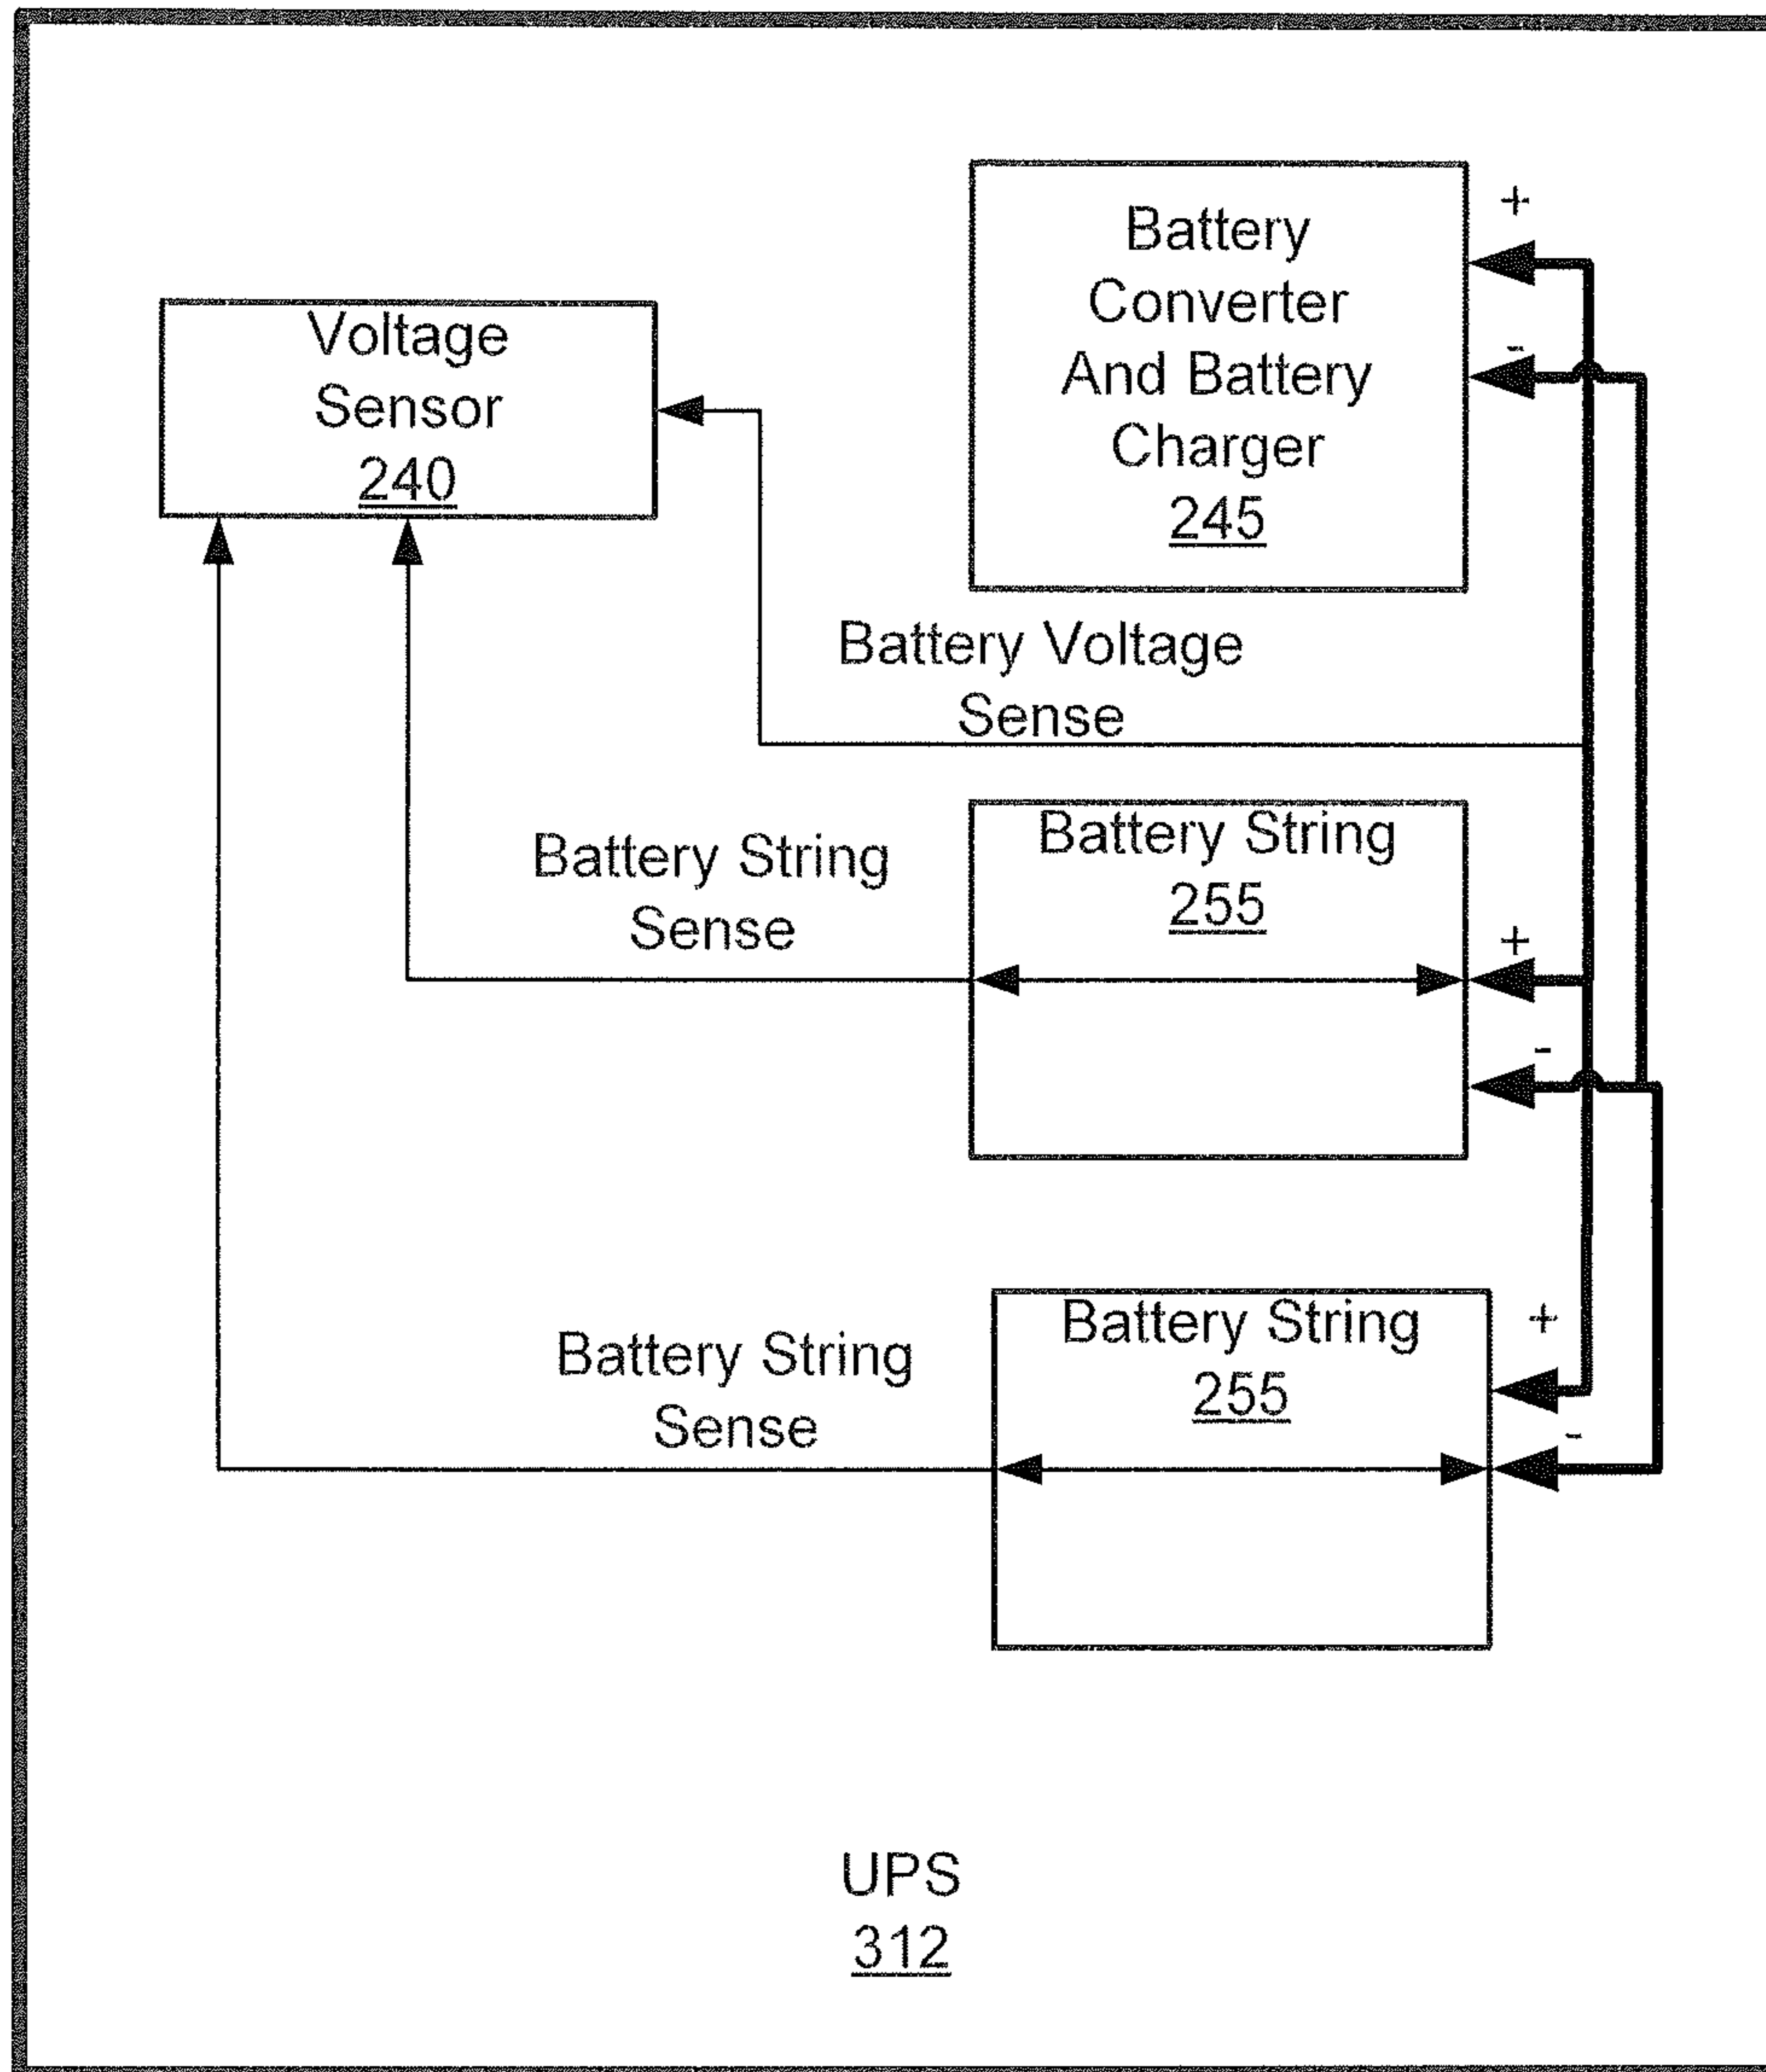 Battery
Converter
And Battery
Charger
245
+
-
Voltage
Sensor
240
Battery Voltage
Sense
Battery String
255
+
-
Battery String
Sense
Battery String
255
+
-
Battery String
Sense
UPS
312